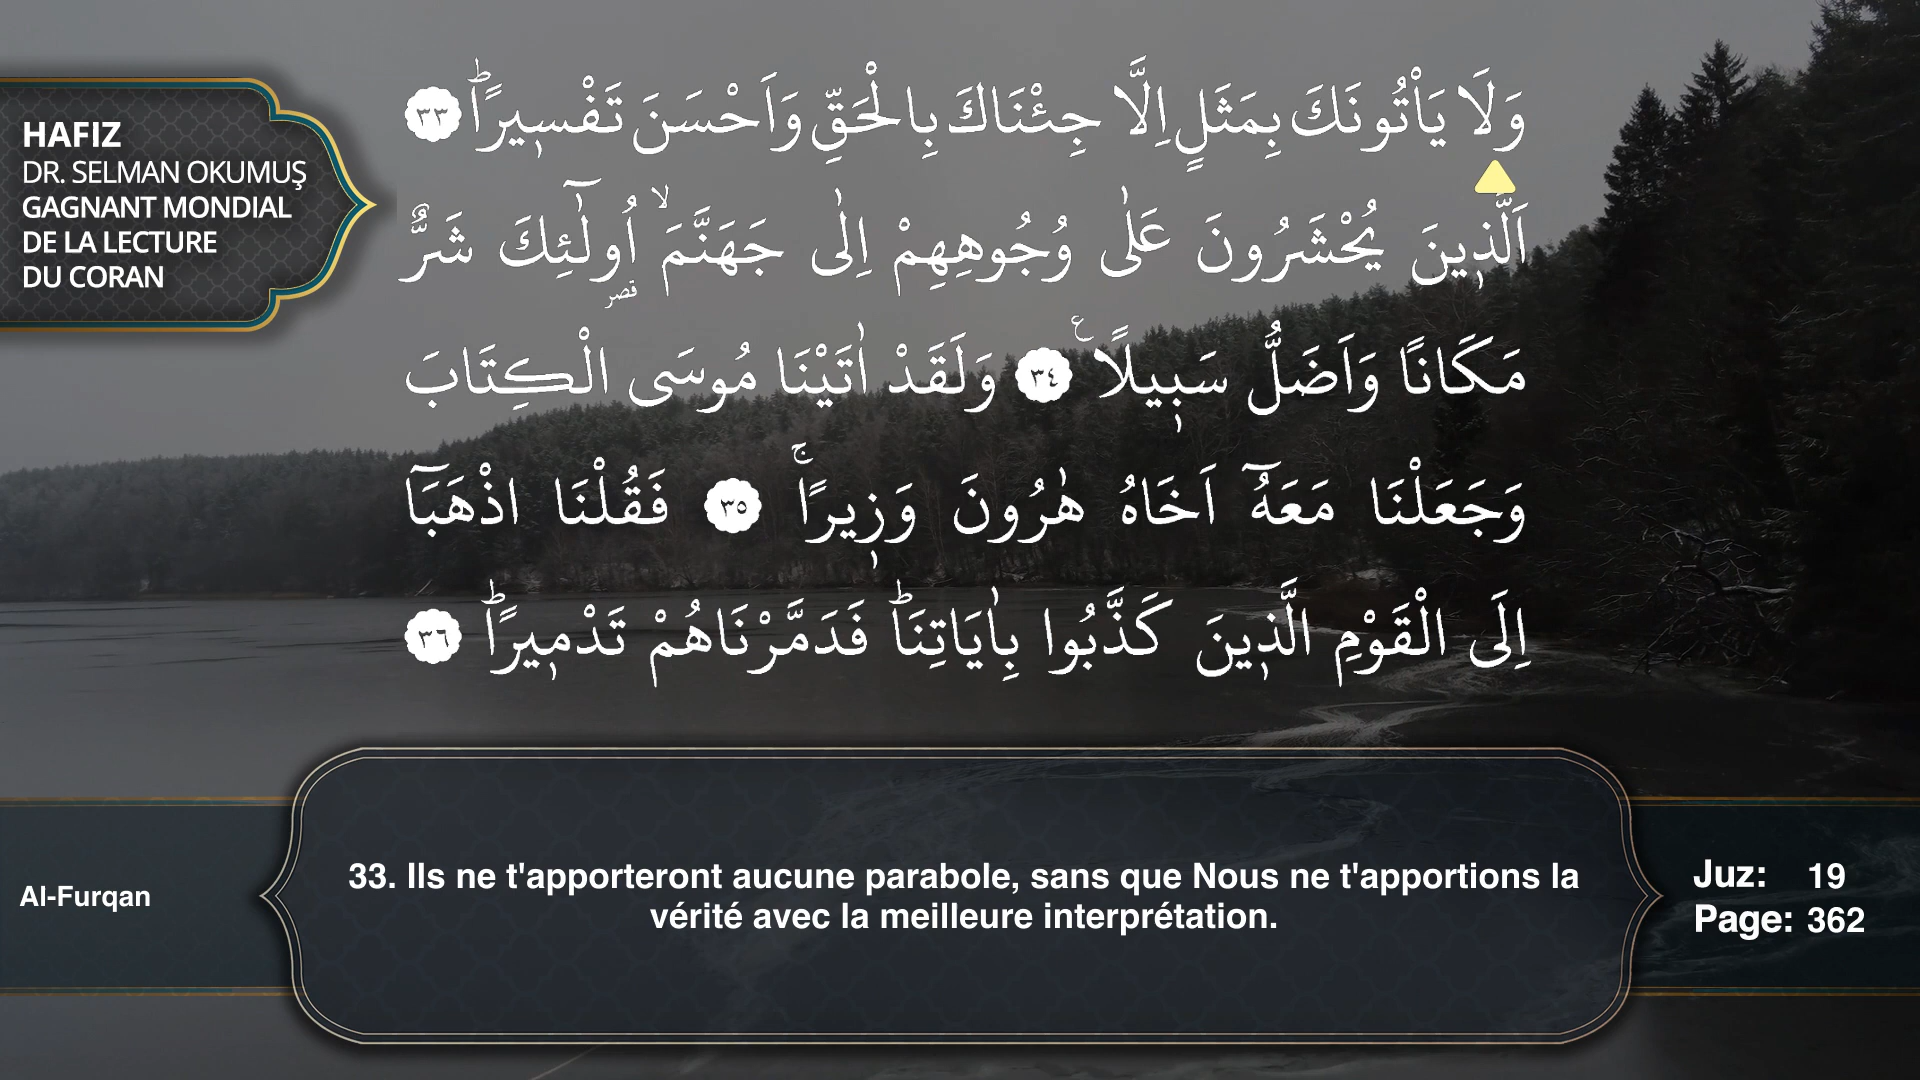 HAFIZ
DR. SELMAN OKUMUŞ
GAGNANT MONDIAL
DE LA LECTURE
DU CORAN
وَلَا يَأْتُونَكَ بِمَثَلٍ اِلَّا جِئْنَاكَ بِالْحَقِّ وَاَحْسَنَ تَفْسٖيرًاؕ ٣٣
اَلَّذٖينَ يُحْشَرُونَ عَلٰى وُجُوهِهِمْ اِلٰى جَهَنَّمَۙ اُو۬لٰٓئِكَ شَرٌّ
قصر
مَكَانًا وَاَضَلُّ سَبٖيلًا ع ٣٤ وَلَقَدْ اٰتَيْنَا مُوسَى الْكِتَابَ
وَجَعَلْنَا مَعَهُٓ اَخَاهُ هٰرُونَ وَزٖيرًاۚ ٣٥ فَقُلْنَا اذْهَبَٓا
اِلَى الْقَوْمِ الَّذٖينَ كَذَّبُوا بِاٰيَاتِنَاؕ فَدَمَّرْنَاهُمْ تَدْمٖيرًاؕ ٣٦
33. Ils ne t'apporteront aucune parabole, sans que Nous ne t'apportions la
vérité avec la meilleure interprétation.
Al-Furqan
Juz: 19
Page: 362